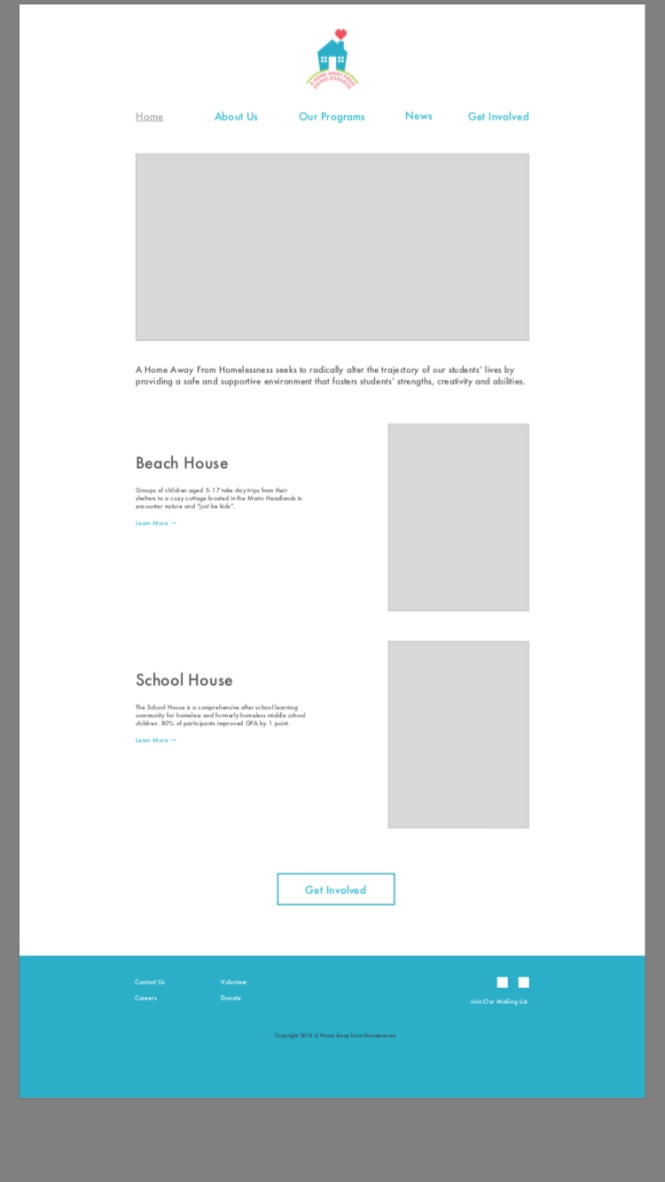 A HOME AWAY FROM
HOMELESSNESS
Home
About Us
Our Programs
News
Get Involved
A Home Away From Homelessness seeks to radically alter the trajectory of our students' lives by
providing a safe and supportive environment that fosters students' strengths, creativity and abilities.
Beach House
Groups of children aged 5-17 take day trips from their
shelters to a cozy cottage located in the Marin Headlands to
encounter nature and "just be kids".
Learn More →
School House
The School House is a comprehensive after-school learning
community for homeless and formerly homeless middle school
children. 80% of participants improved GPA by 1 point.
Learn More →
Get Involved
Contact Us
Volunteer
Careers
Donate
Join Our Mailing List
Copyright 2016 A Home Away from Homelessness